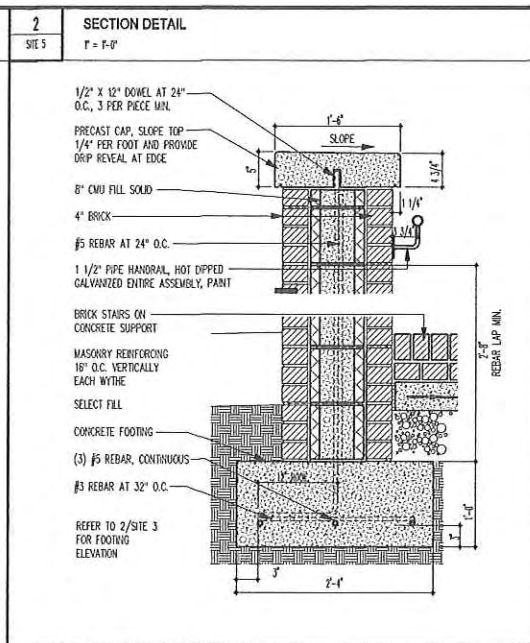 2
SITE 5
SECTION DETAIL
1" = 1'-0"
1/2" X 12" DOWEL AT 24"
O.C., 3 PER PIECE MIN.
PRECAST CAP, SLOPE TOP
1/4" PER FOOT AND PROVIDE
DRIP REVEAL AT EDGE
8" CMU FILL SOLID
4" BRICK
#5 REBAR AT 24" O.C.
1 1/2" PIPE HANDRAIL, HOT DIPPED
GALVANIZED ENTIRE ASSEMBLY, PAINT
BRICK STAIRS ON
CONCRETE SUPPORT
MASONRY REINFORCING
16" O.C. VERTICALLY
EACH WYTHE
SELECT FILL
CONCRETE FOOTING
(3) #5 REBAR, CONTINUOUS
#3 REBAR AT 32" O.C.
REFER TO 2/SITE 3
FOR FOOTING
ELEVATION
1'-6"
SLOPE
5"
4 3/4"
1 1/4"
3/4"
2'-8"
REBAR LAP MIN.
12" HOOK
1'-0"
3"
3"
2'-4"